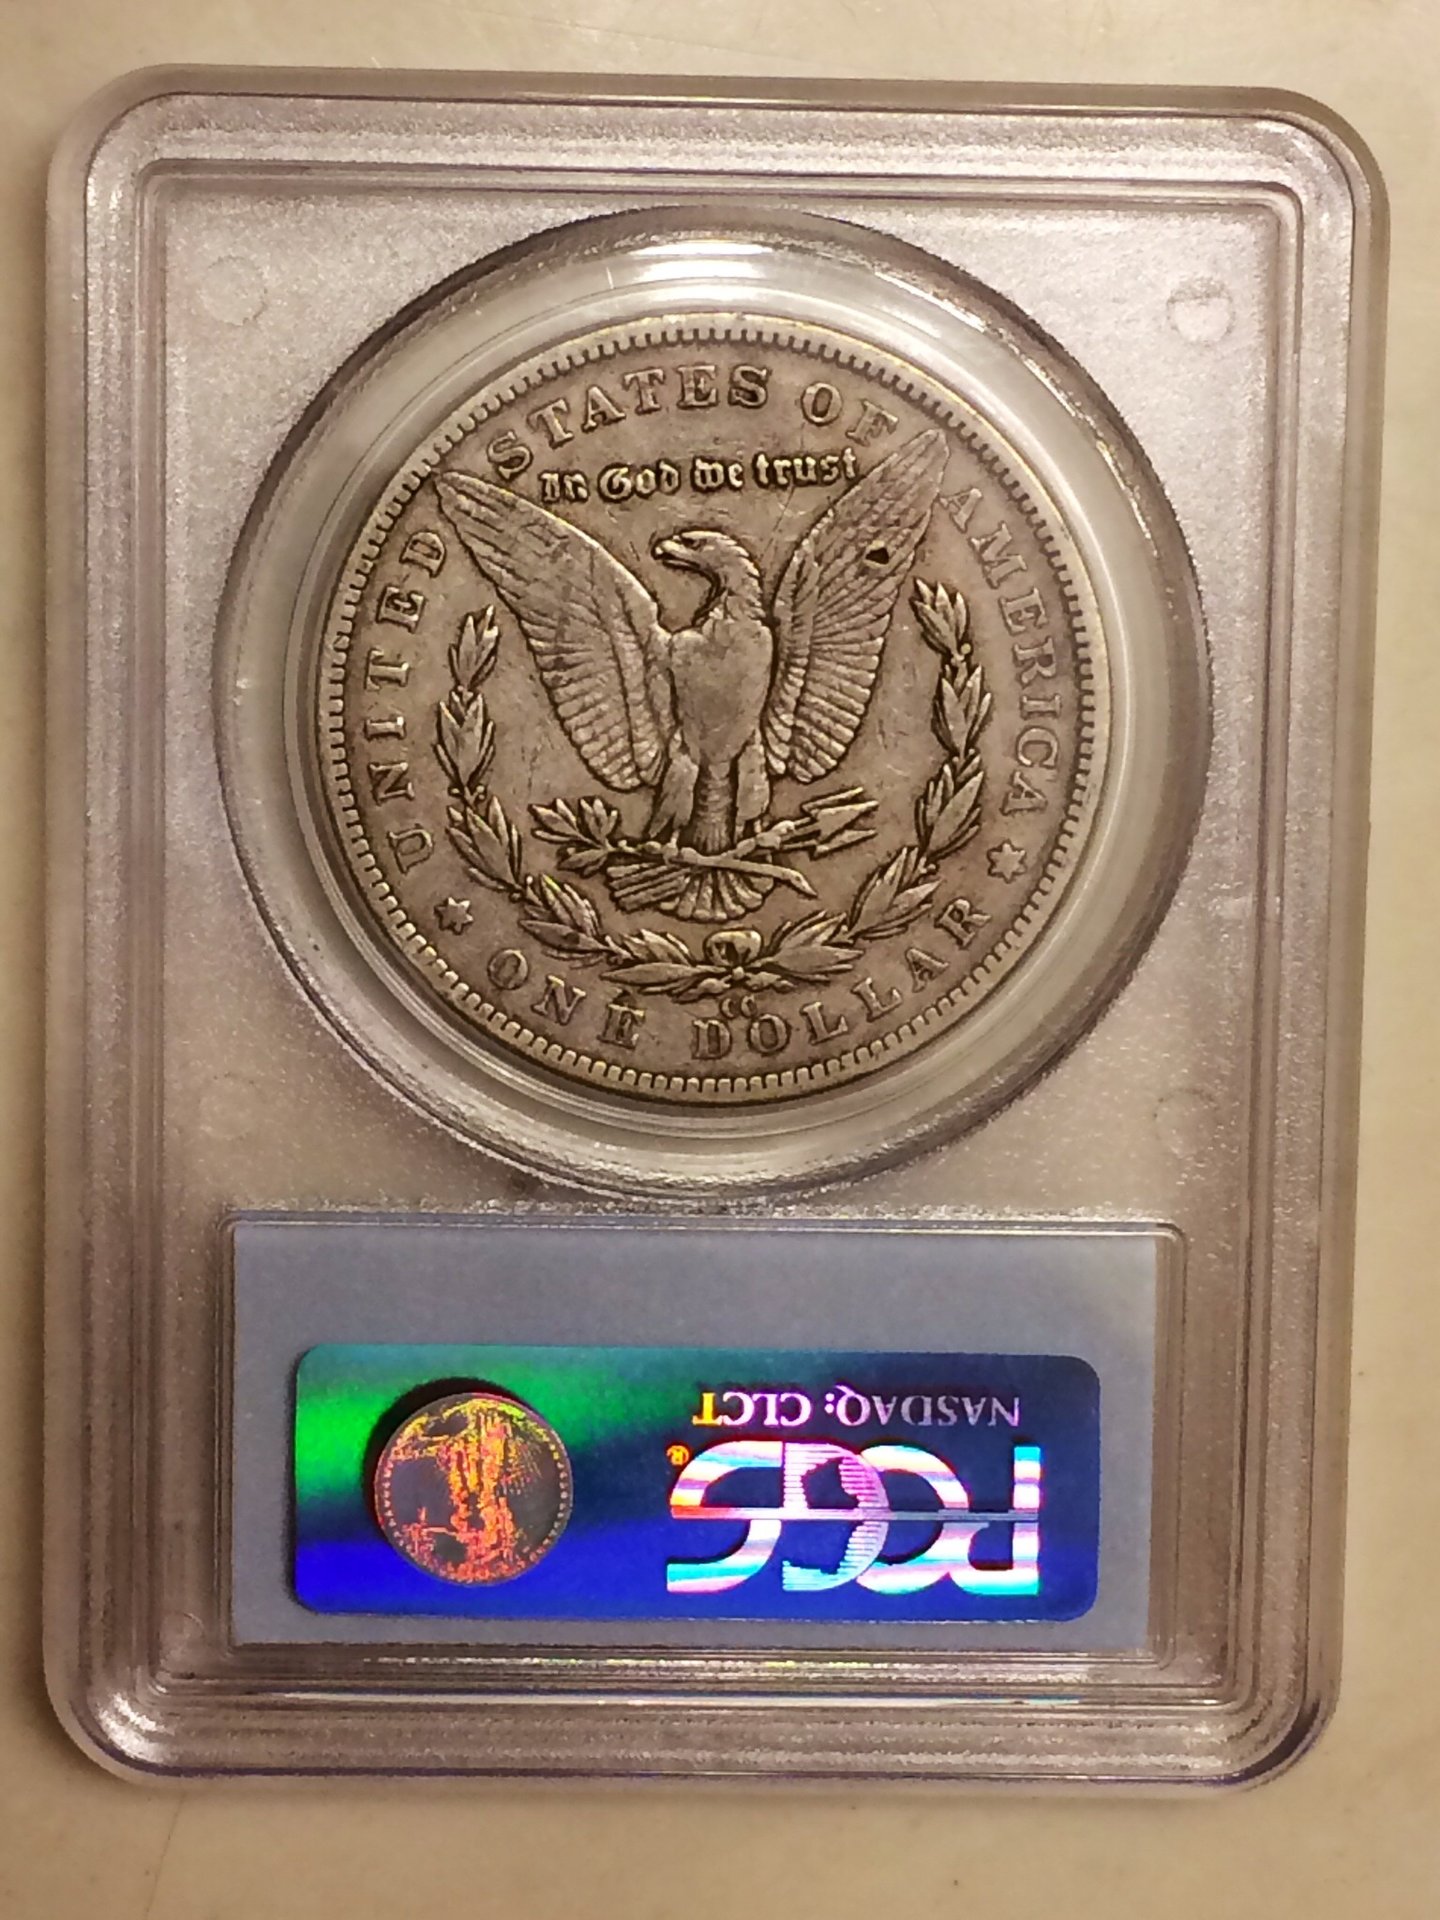 UNITED STATES OF AMERICA
In God we trust
ONE DOLLAR
CC
NASDAQ: CLCT
PCGS®